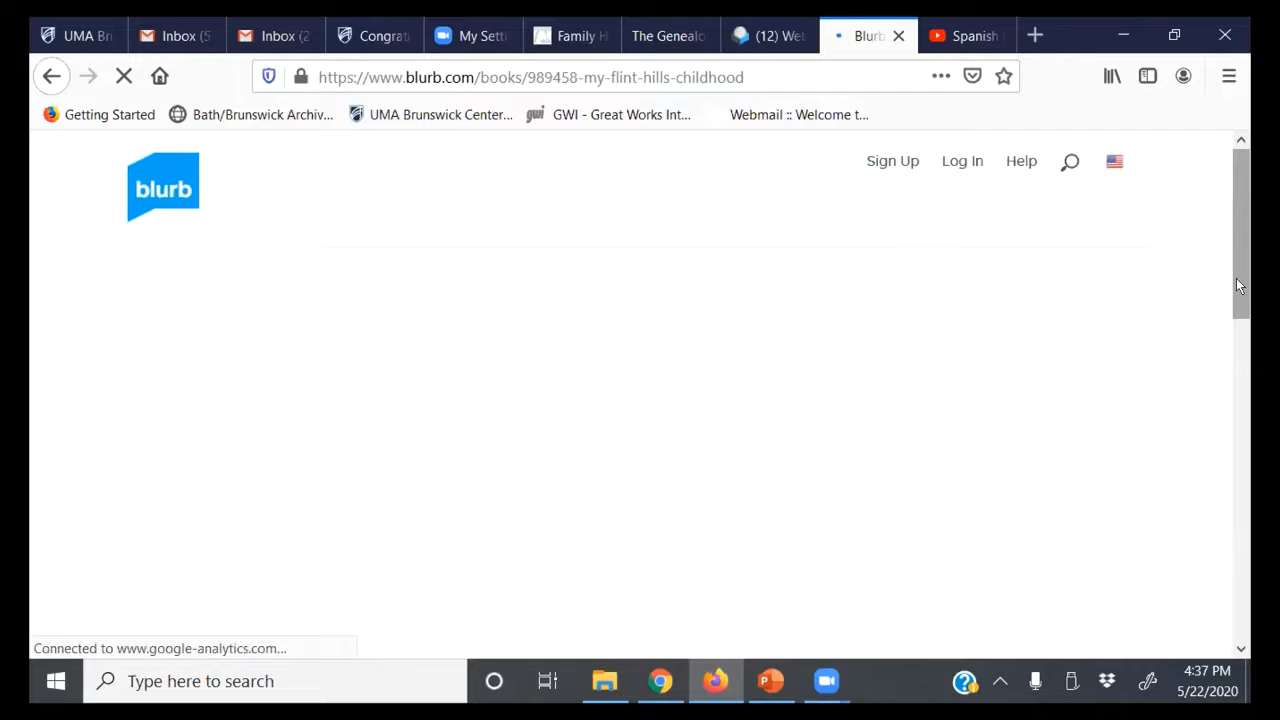 UMA Br
Inbox (5
Inbox (2
Congrat
My Setti
Family H
The Genealo
(12) We
Blurb
Spanish
https://www.blurb.com/books/989458-my-flint-hills-childhood
Getting Started
Bath/Brunswick Archiv...
UMA Brunswick Center...
gwi
GWI - Great Works Int...
Webmail :: Welcome t...
blurb
Sign Up
Log In
Help
Connected to www.google-analytics.com...
Type here to search
4:37 PM
5/22/2020